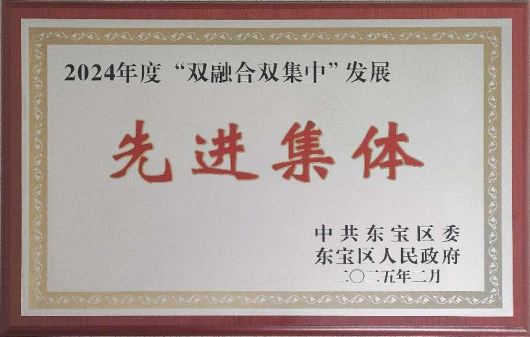 2024年度“双融合双集中”发展
先进集体
中共东宝区委
东宝区人民政府
二〇二五年二月